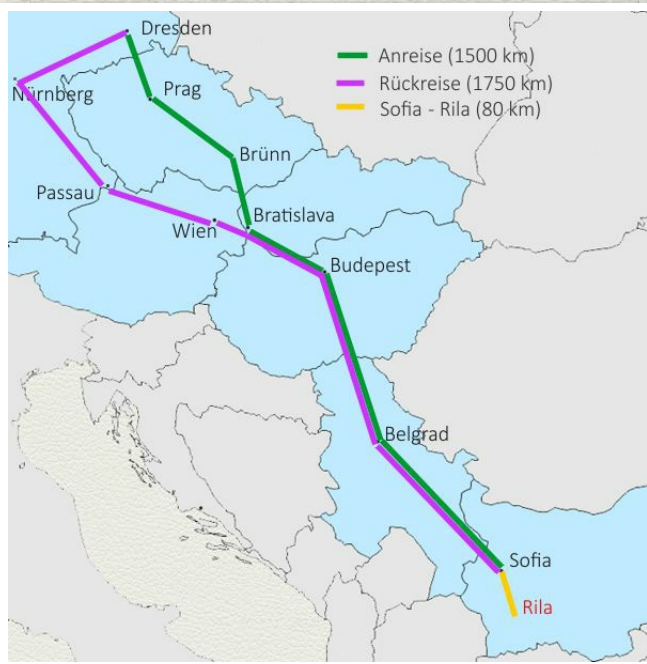 Dresden
Anreise (1500 km)
Rückreise (1750 km)
Sofia - Rila (80 km)
Nürnberg
Prag
Brünn
Passau
Bratislava
Wien
Budepest
Belgrad
Sofia
Rila